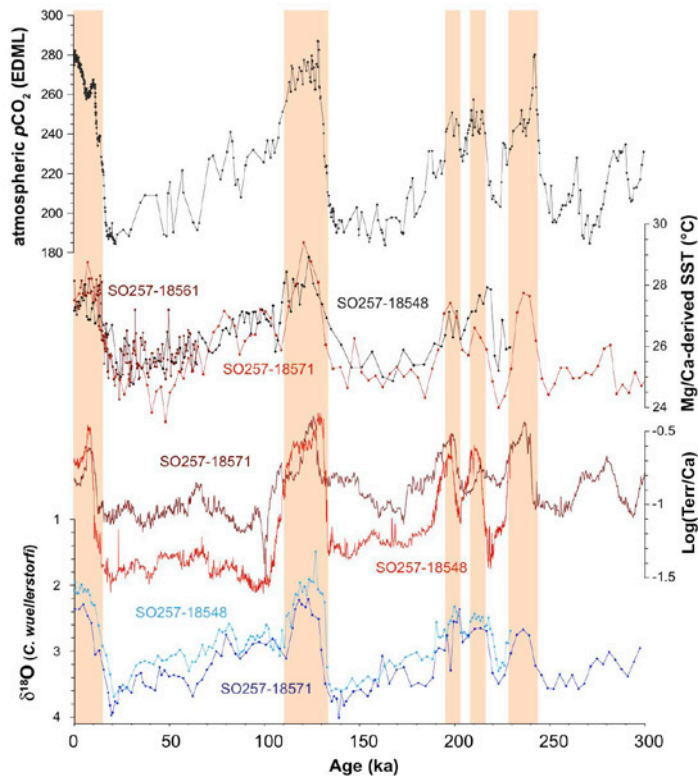 300
280
260
240
220
200
180
atmospheric pCO₂ (EDML)
30
28
26
24
Mg/Ca-derived SST (°C)
SO257-18561
SO257-18548
SO257-18571
-0.5
-1
-1.5
Log(Terr/Ca)
SO257-18571
SO257-18548
1
2
3
4
δ¹⁸O (C. wuellerstorfi)
SO257-18548
SO257-18571
0 50 100 150 200 250 300
Age (ka)